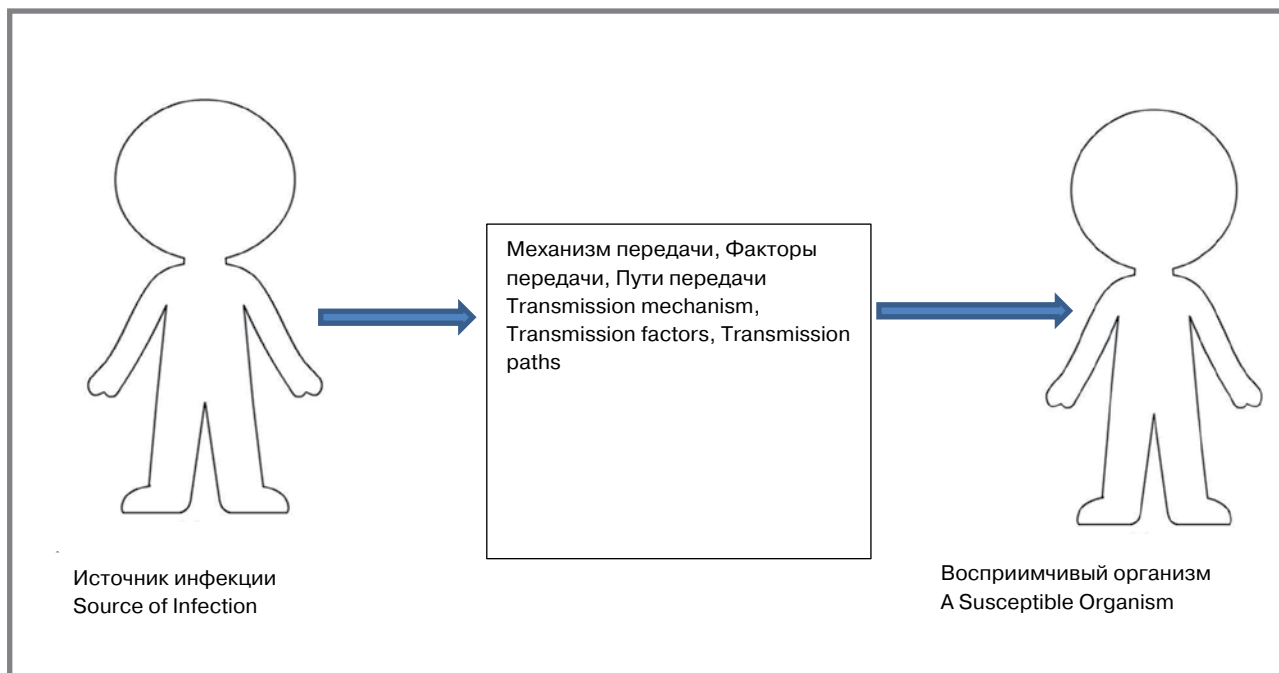 Механизм передачи, Факторы
передачи, Пути передачи
Transmission mechanism,
Transmission factors, Transmission
paths
Источник инфекции
Source of Infection
Восприимчивый организм
A Susceptible Organism